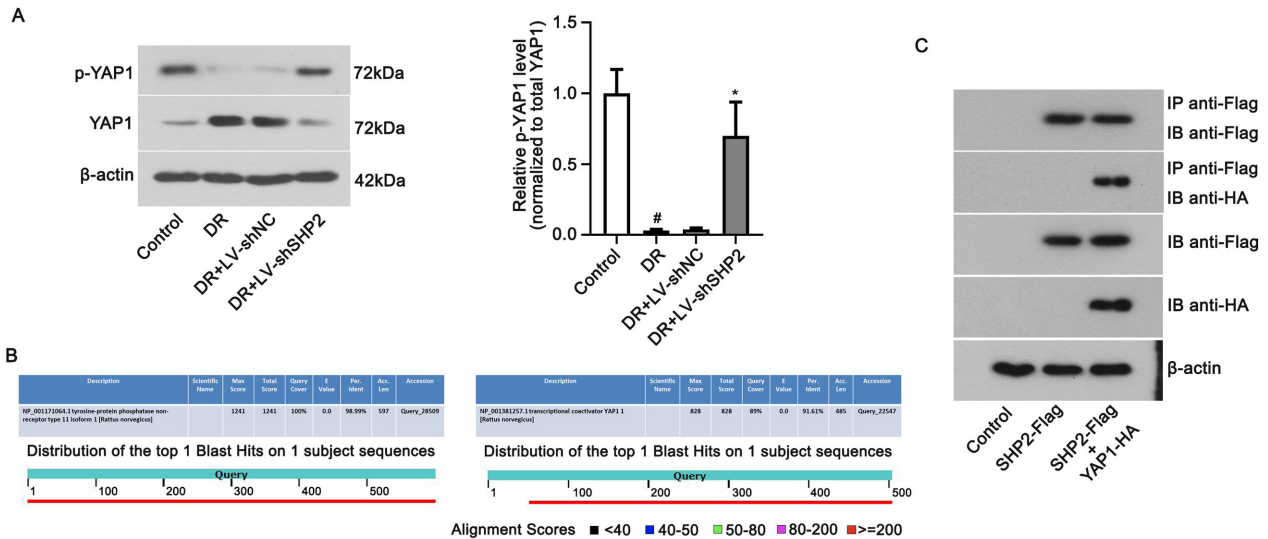 A
p-YAP1
72kDa
YAP1
72kDa
β-actin
42kDa
Control
DR
DR+LV-shNC
DR+LV-shSHP2
Relative p-YAP1 level
(normalized to total YAP1)
1.5
1.0
0.5
0.0
#
*
Control
DR
DR+LV-shNC
DR+LV-shSHP2
B
Description Scientific Name Max Score Total Score Query Cover E Value Per. Ident Acc. Len Accession
NP_001171064.1 tyrosine-protein phosphatase non-
receptor type 11 isoform 1 [Rattus norvegicus]
1241 1241 100% 0.0 98.99% 597 Query_28509
Distribution of the top 1 Blast Hits on 1 subject sequences
Query
1 100 200 300 400 500
Description Scientific Name Max Score Total Score Query Cover E Value Per. Ident Acc. Len Accession
NP_001381257.1 transcriptional coactivator YAP1 1
[Rattus norvegicus]
828 828 89% 0.0 91.61% 485 Query_22547
Distribution of the top 1 Blast Hits on 1 subject sequences
Query
1 100 200 300 400 500
Alignment Scores <40 40-50 50-80 80-200 >=200
C
IP anti-Flag
IB anti-Flag
IP anti-Flag
IB anti-HA
IB anti-Flag
IB anti-HA
β-actin
Control
SHP2-Flag
SHP2-Flag
+
YAP1-HA